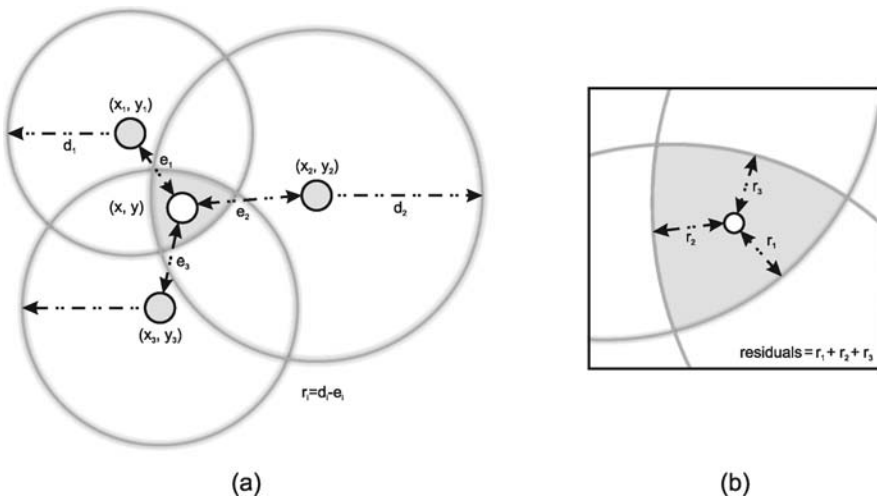 (x₁, y₁)
d₁
e₁
(x₂, y₂)
(x, y)
e₂
d₂
e₃
(x₃, y₃)
rᵢ=dᵢ-eᵢ
(a)
r₃
r₂
r₁
residuals = r₁ + r₂ + r₃
(b)